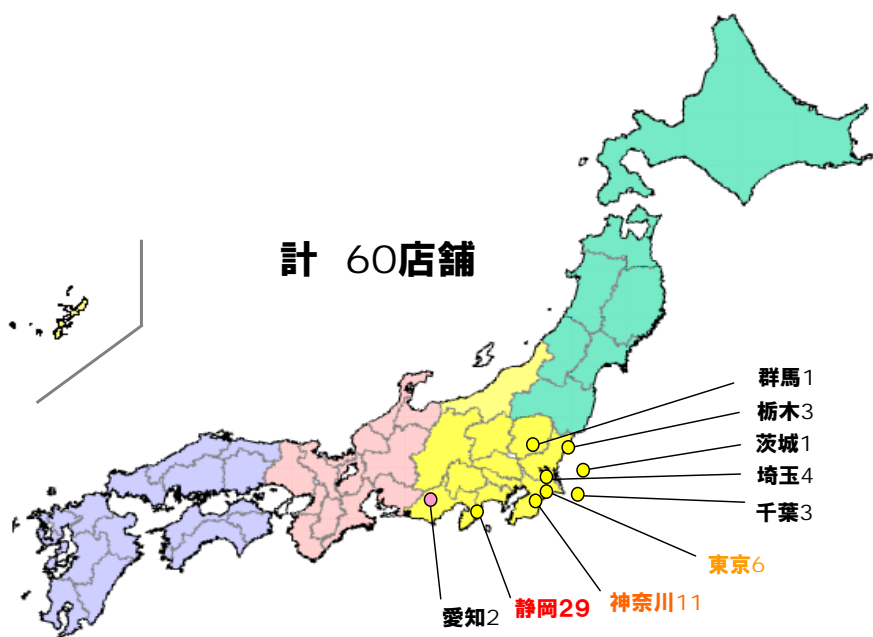 計 60店舗
群馬1
栃木3
茨城1
埼玉4
千葉3
東京6
神奈川11
静岡29
愛知2